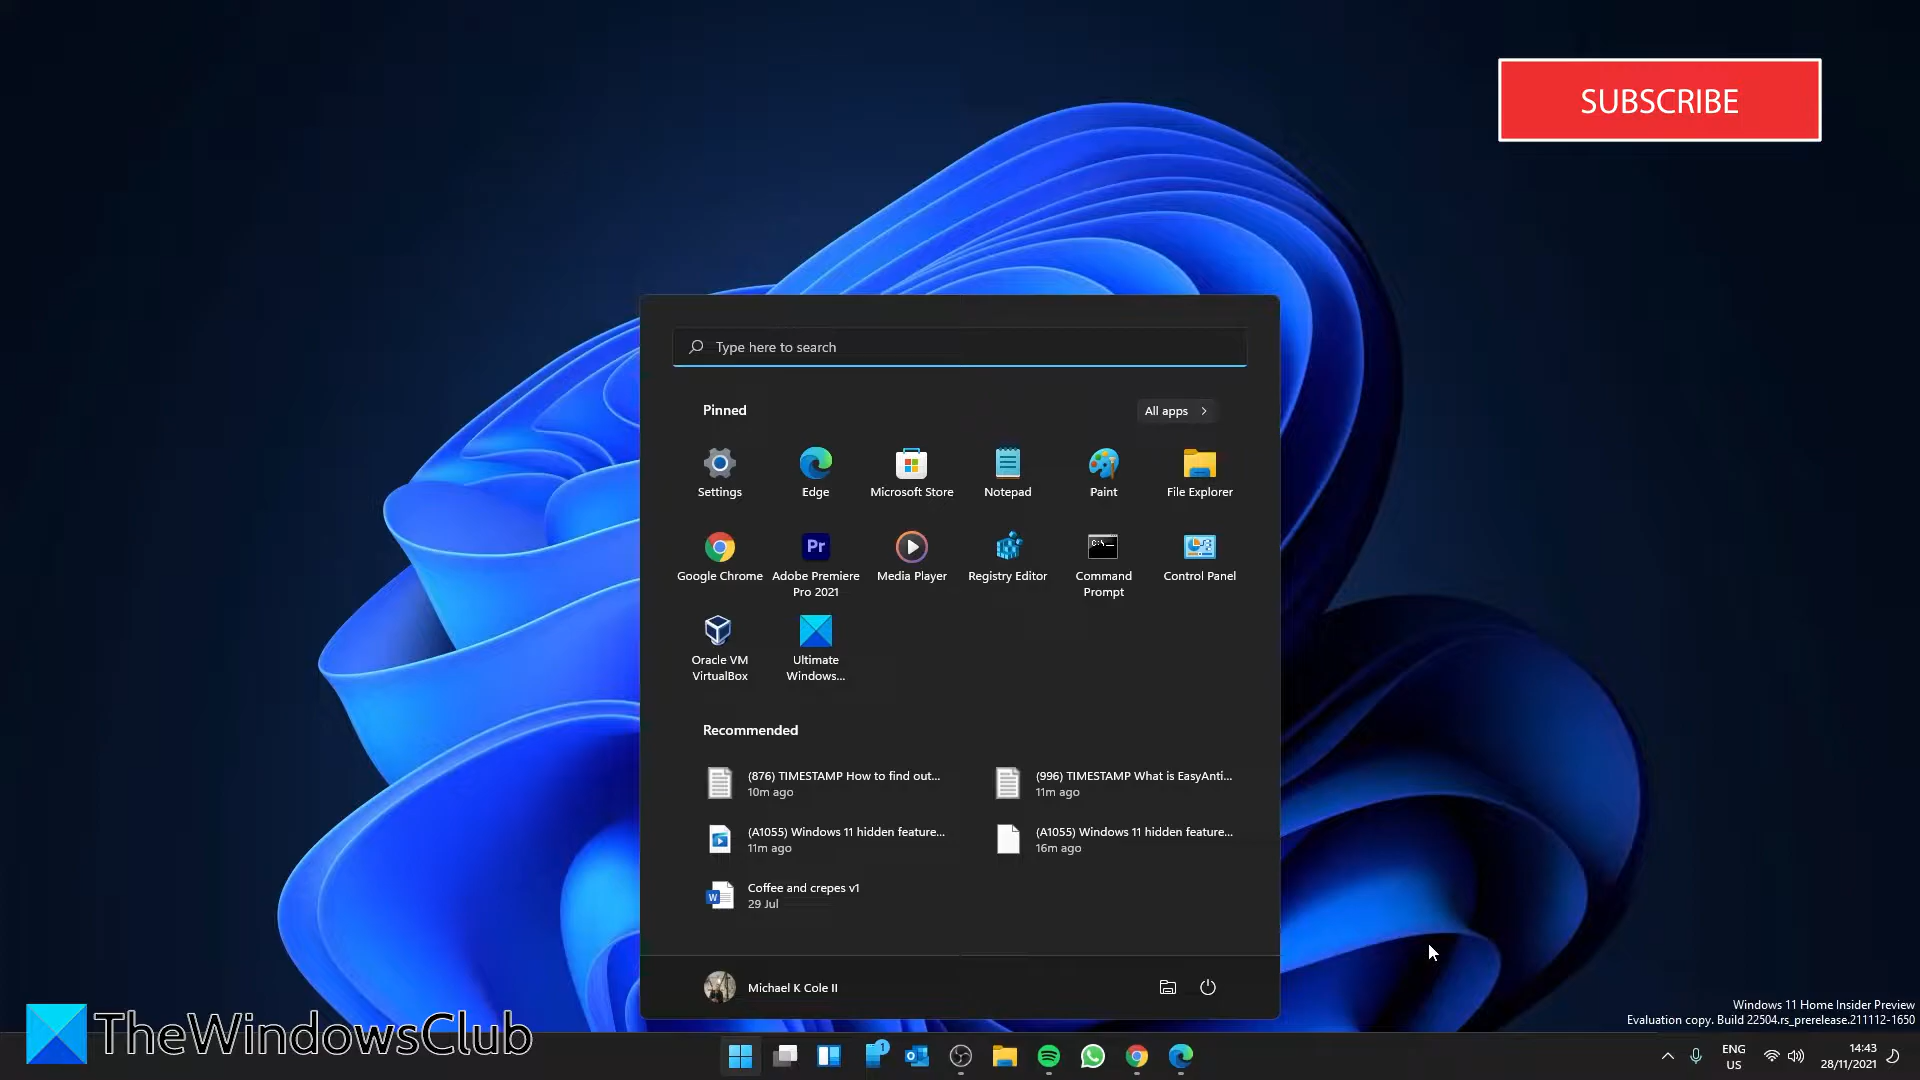 SUBSCRIBE
Type here to search
Pinned
All apps
Settings
Edge
Microsoft Store
Notepad
Paint
File Explorer
Google Chrome
Adobe Premiere
Pro 2021
Media Player
Registry Editor
Command
Prompt
Control Panel
Pr
C:\
Oracle VM
VirtualBox
Ultimate
Windows...
Recommended
(876) TIMESTAMP How to find out...
10m ago
(996) TIMESTAMP What is EasyAnti...
11m ago
(A1055) Windows 11 hidden feature...
11m ago
(A1055) Windows 11 hidden feature...
16m ago
W
Coffee and crepes v1
29 Jul
Michael K Cole II
Windows 11 Home Insider Preview
Evaluation copy. Build 22504.rs_prerelease.211112-1650
TheWindowsClub
1
ENG
US
14:43
28/11/2021